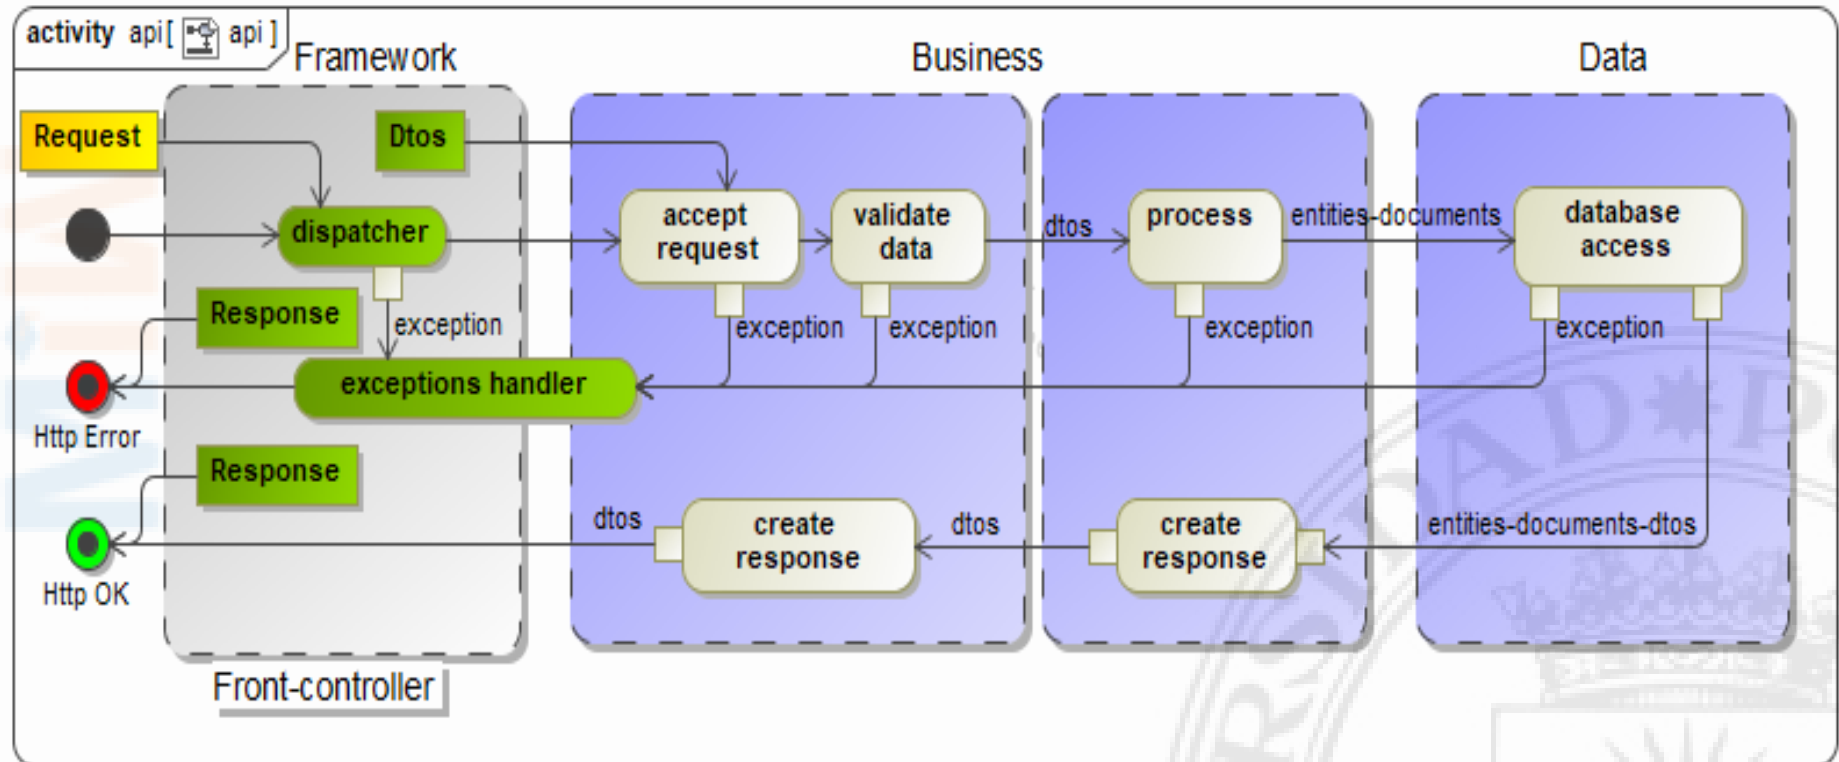 activity api[ api ]
Framework
Business
Data
Request
Dtos
dispatcher
accept
request
validate
data
dtos
process
entities-documents
database
access
Response
exception
exception
exception
exception
exception
exceptions handler
Http Error
Response
dtos
create
response
dtos
create
response
entities-documents-dtos
Http OK
Front-controller